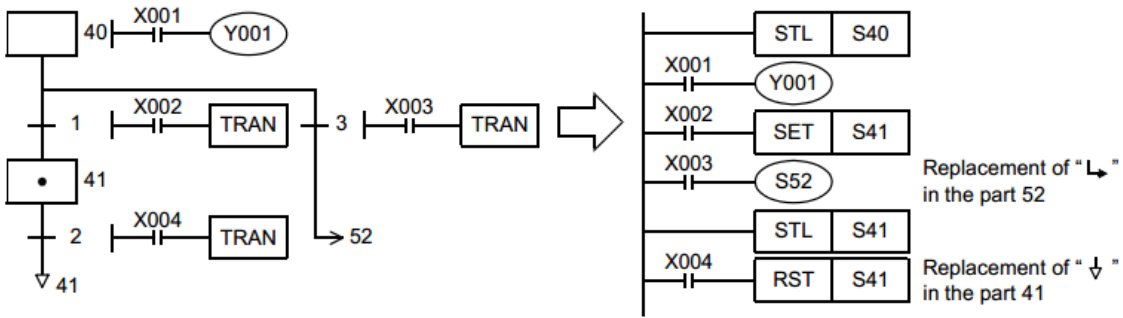 40 X001 Y001
1 X002 TRAN 3 X003 TRAN
41
2 X004 TRAN 52
41
STL S40
X001 Y001
X002 SET S41
X003 S52
Replacement of " "
in the part 52
STL S41
X004 RST S41
Replacement of " "
in the part 41